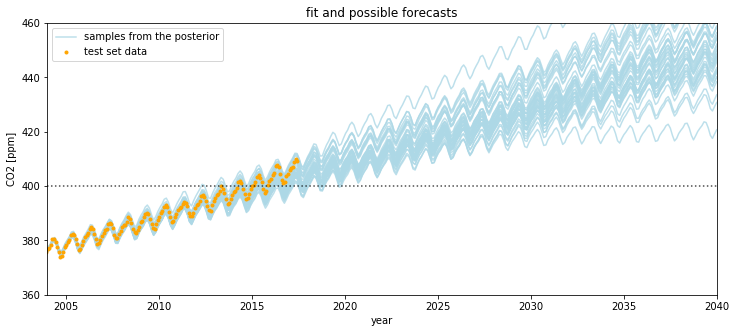 fit and possible forecasts
samples from the posterior
test set data
CO2 [ppm]
460
440
420
400
380
360
2005
2010
2015
2020
2025
2030
2035
2040
year